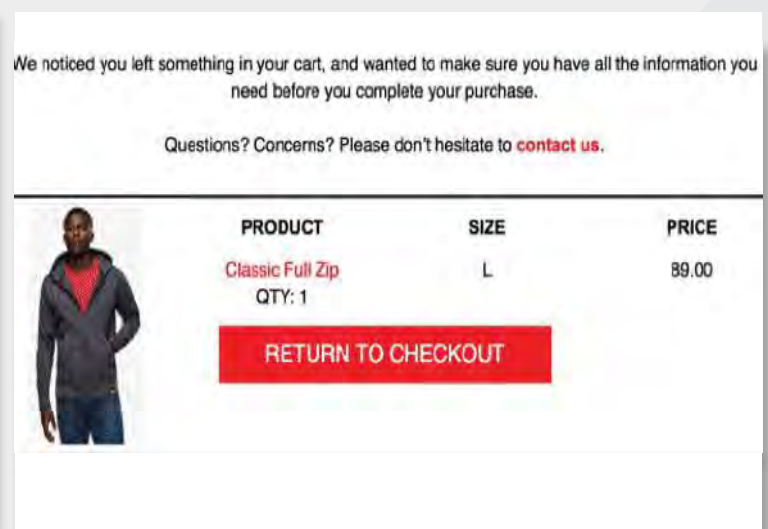 We noticed you left something in your cart, and wanted to make sure you have all the information you
need before you complete your purchase.
Questions? Concerns? Please don't hesitate to contact us.
PRODUCT SIZE PRICE
Classic Full Zip L 89.00
QTY: 1
RETURN TO CHECKOUT